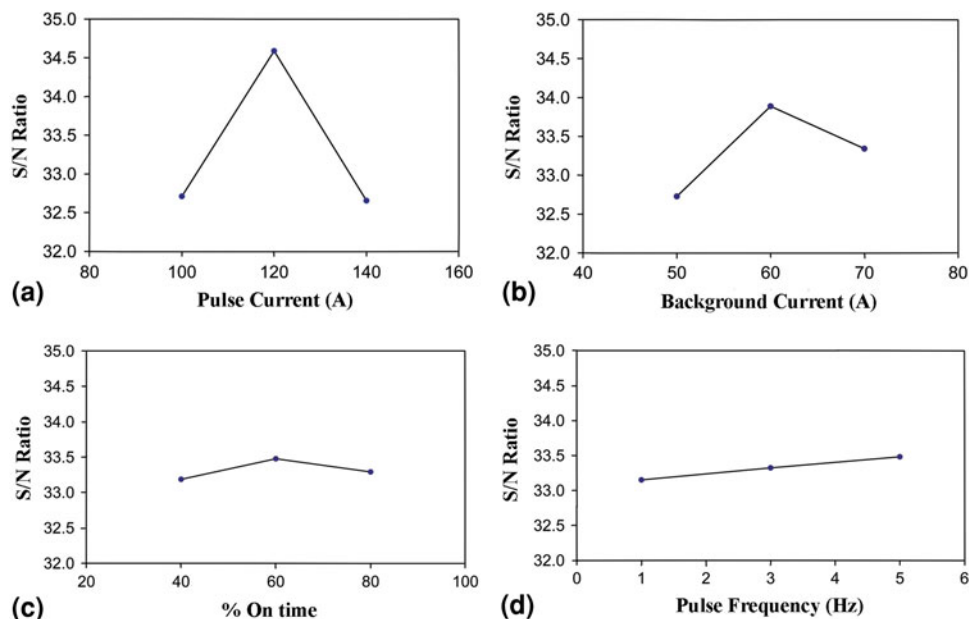 35.0
34.5
34.0
33.5
33.0
32.5
32.0
S/N Ratio
80 100 120 140 160
(a) Pulse Current (A)
35.0
34.5
34.0
33.5
33.0
32.5
32.0
S/N Ratio
40 50 60 70 80
(b) Background Current (A)
35.0
34.5
34.0
33.5
33.0
32.5
32.0
S/N Ratio
20 40 60 80 100
(c) % On time
35.0
34.5
34.0
33.5
33.0
32.5
32.0
S/N Ratio
0 1 2 3 4 5 6
(d) Pulse Frequency (Hz)